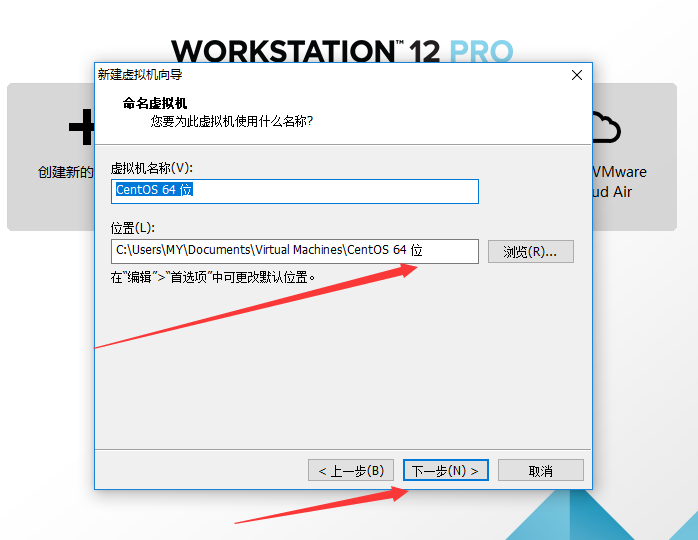 WORKSTATION™ 12 PRO
新建虚拟机向导
命名虚拟机
您要为此虚拟机使用什么名称?
创建新的
VMware
ud Air
虚拟机名称(V):
CentOS 64 位
位置(L):
C:\Users\MY\Documents\Virtual Machines\CentOS 64 位
浏览(R)...
在“编辑”>“首选项”中可更改默认位置。
< 上一步(B)
下一步(N) >
取消